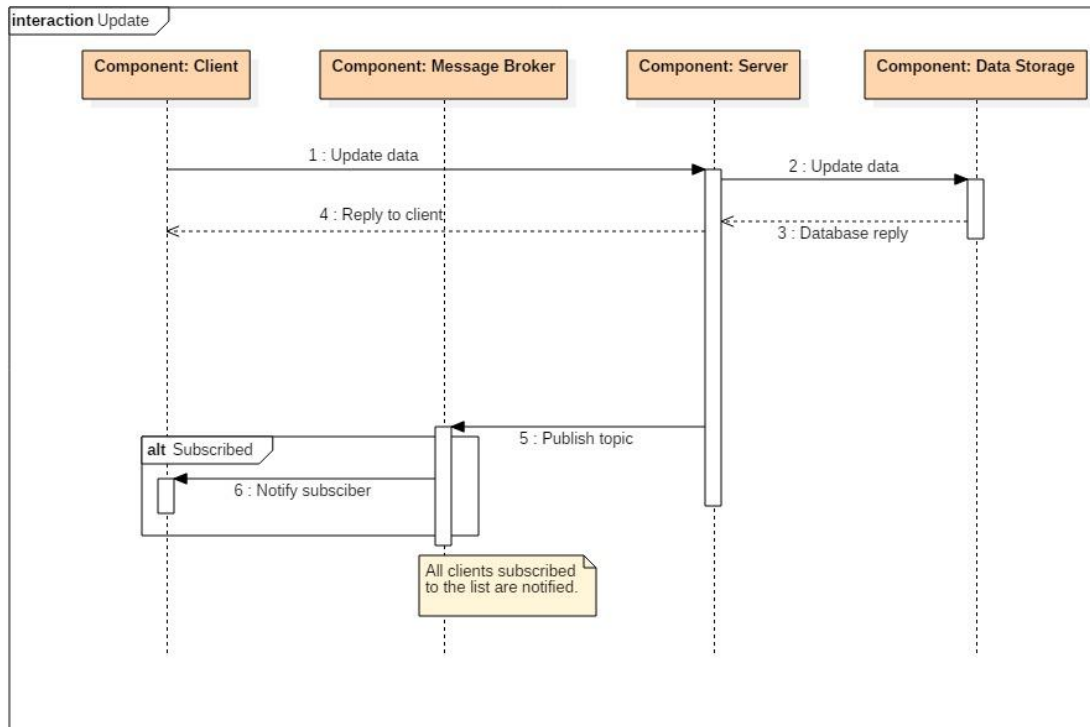 interaction Update
Component: Client
Component: Message Broker
Component: Server
Component: Data Storage
1 : Update data
2 : Update data
4 : Reply to client
3 : Database reply
5 : Publish topic
alt Subscribed
6 : Notify subsciber
All clients subscribed
to the list are notified.